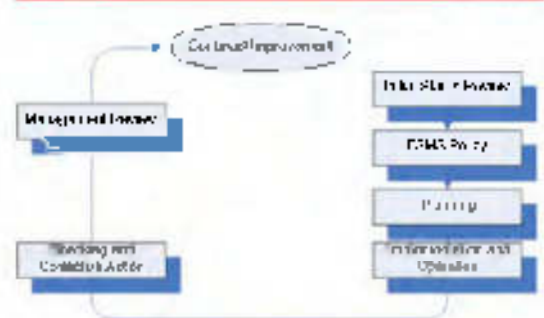 Continual Improvement
Initial Status Review
Management Review
Policy
Planning
Checking and
Corrective Action
Implementation and
Operation